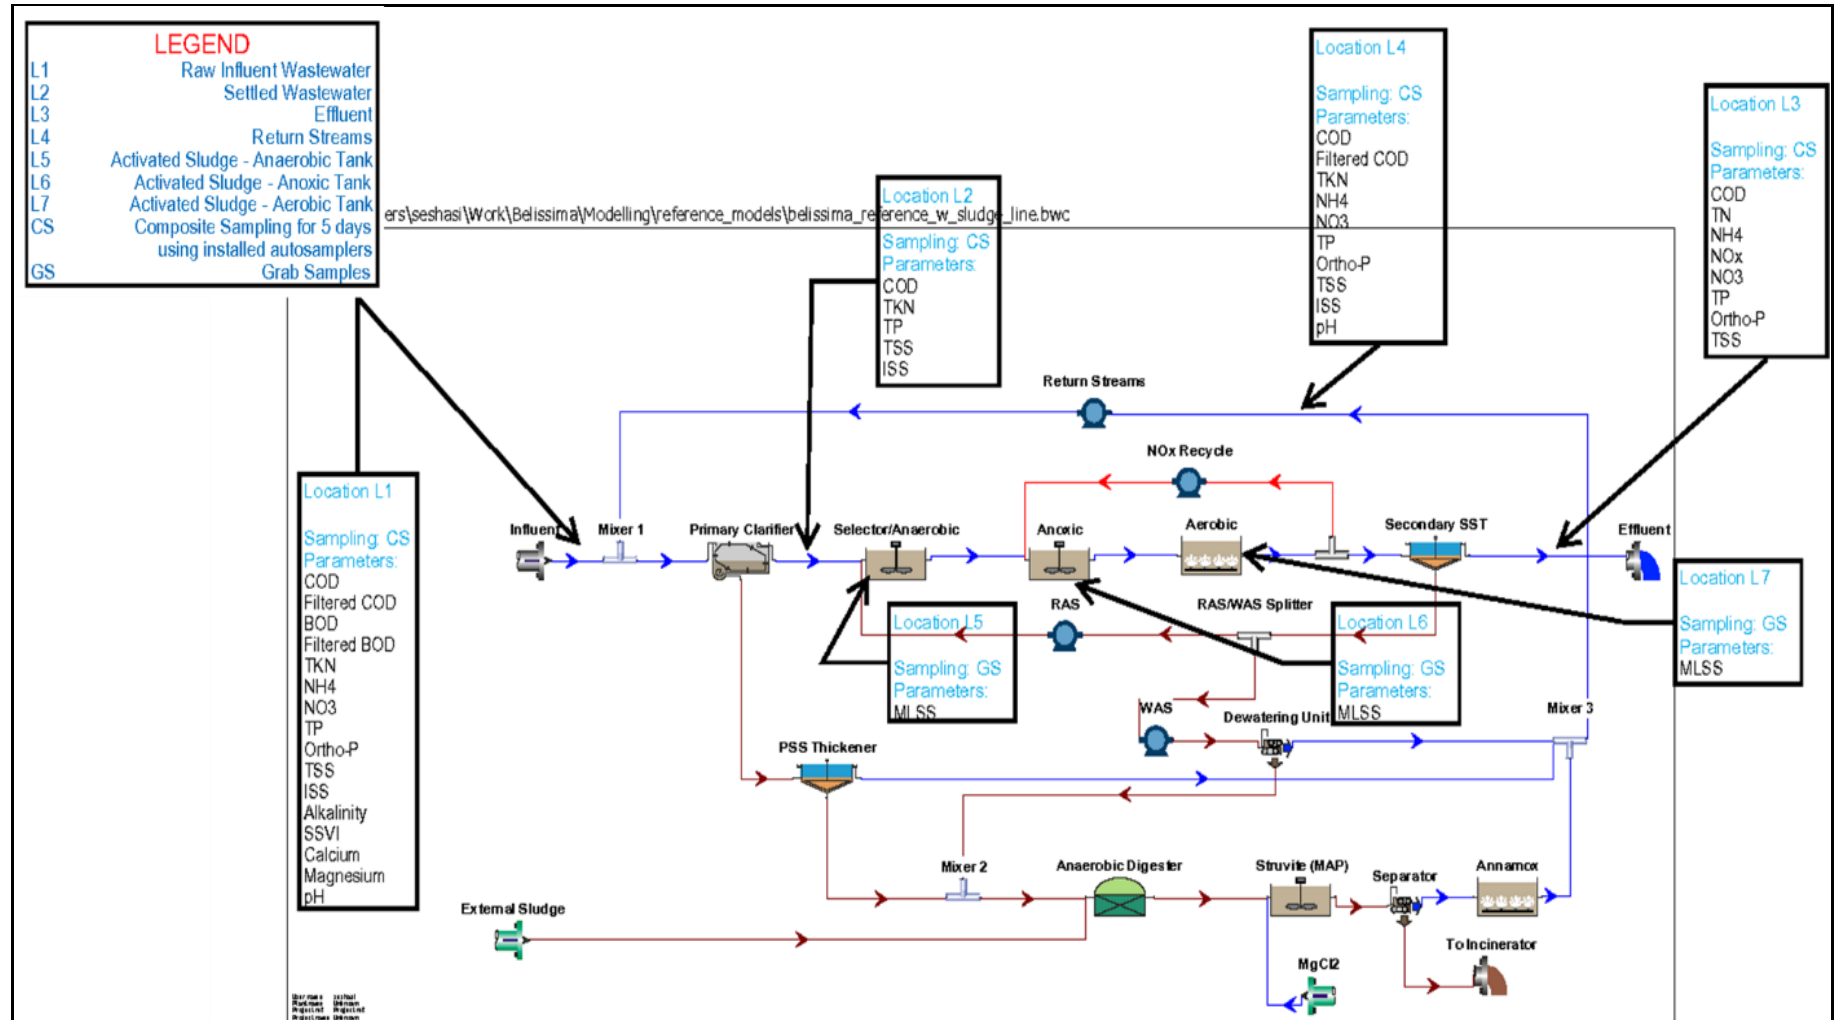 LEGEND
L1 Raw Influent Wastewater
L2 Settled Wastewater
L3 Effluent
L4 Return Streams
L5 Activated Sludge - Anaerobic Tank
L6 Activated Sludge - Anoxic Tank
L7 Activated Sludge - Aerobic Tank
CS Composite Sampling for 5 days
using installed autosamplers
GS Grab Samples
ers\seshasi\Work\Belissima\Modelling\reference_models\belissima_reference_w_sludge_line.bwc
Location L2
Sampling: CS
Parameters:
COD
TKN
TP
TSS
ISS
Location L4
Sampling: CS
Parameters:
COD
Filtered COD
TKN
NH4
NO3
TP
Ortho-P
TSS
ISS
pH
Location L3
Sampling: CS
Parameters:
COD
TN
NH4
NOx
NO3
TP
Ortho-P
TSS
Return Streams
NOx Recycle
Location L1
Sampling: CS
Parameters:
COD
Filtered COD
BOD
Filtered BOD
TKN
NH4
NO3
TP
Ortho-P
TSS
ISS
Alkalinity
SSVI
Calcium
Magnesium
pH
Influent
Mixer 1
Primary Clarifier
Selector/Anaerobic
Anoxic
Aerobic
Secondary SST
Effluent
Location L5
Sampling: GS
Parameters:
MLSS
RAS
RAS/WAS Splitter
Location L6
Sampling: GS
Parameters:
MLSS
Location L7
Sampling: GS
Parameters:
MLSS
WAS
Dewatering Unit
Mixer 3
PSS Thickener
Mixer 2
Anaerobic Digester
Struvite (MAP)
Separator
Annamox
External Sludge
To Incinerator
MgCl2